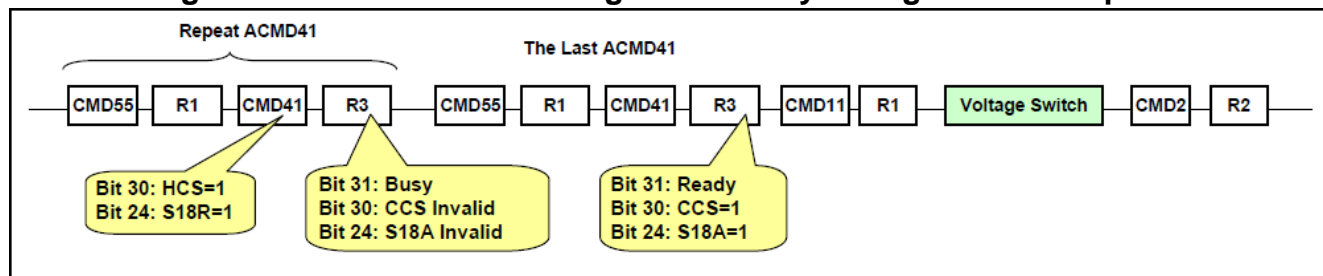 Repeat ACMD41
The Last ACMD41
CMD55 R1 CMD41 R3 CMD55 R1 CMD41 R3 CMD11 R1 Voltage Switch CMD2 R2
Bit 30: HCS=1
Bit 24: S18R=1
Bit 31: Busy
Bit 30: CCS Invalid
Bit 24: S18A Invalid
Bit 31: Ready
Bit 30: CCS=1
Bit 24: S18A=1